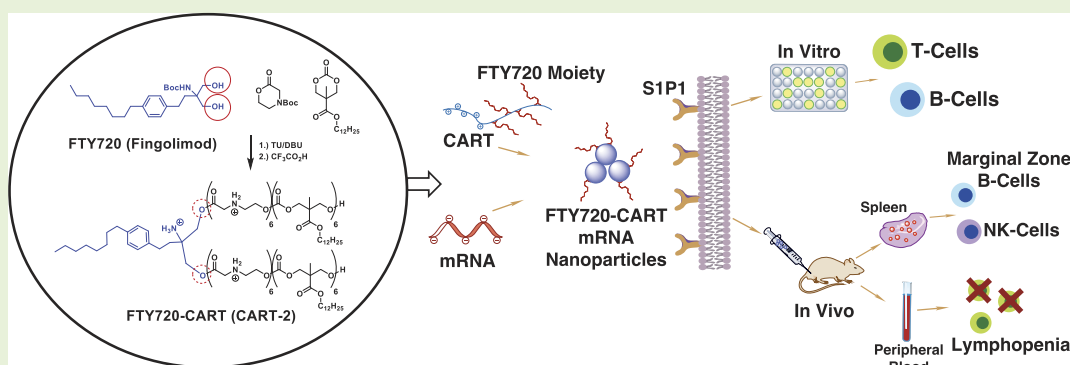 BocHN
OH
OH
FTY720 (Fingolimod)
O
O
NBoc
O
O O
O
O
C12H25
1.) TU/DBU
2.) CF3CO2H
H3N
O
O
H2
N
O
6
O
O
O
O
C12H25
6
H
O
O
H2
N
O
6
O
O
O
O
C12H25
6
H
FTY720-CART (CART-2)
FTY720 Moiety
CART
mRNA
FTY720-CART
mRNA
Nanoparticles
S1P1
In Vitro
T-Cells
B-Cells
In Vivo
Spleen
Marginal Zone
B-Cells
NK-Cells
Peripheral
Lymphopenia